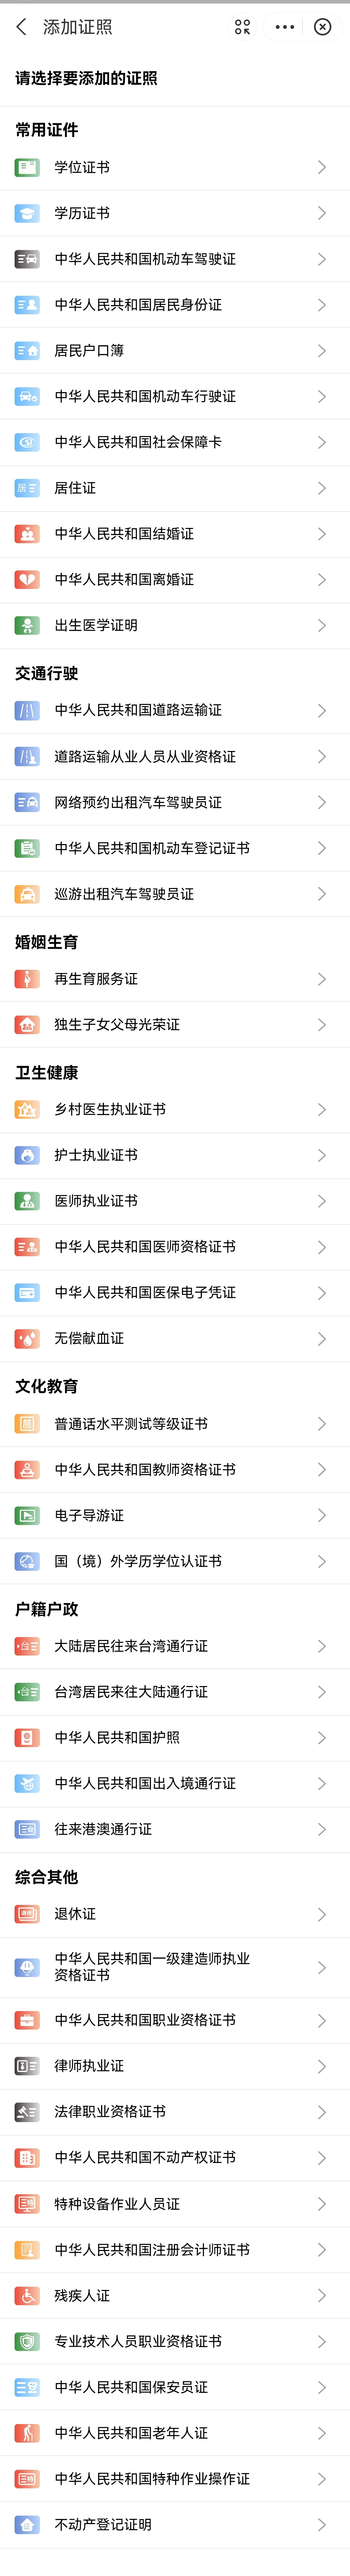 添加证照
请选择要添加的证照
常用证件
学位证书
学历证书
中华人民共和国机动车驾驶证
中华人民共和国居民身份证
居民户口簿
中华人民共和国机动车行驶证
中华人民共和国社会保障卡
居住证
中华人民共和国结婚证
中华人民共和国离婚证
出生医学证明
交通行驶
中华人民共和国道路运输证
道路运输从业人员从业资格证
网络预约出租汽车驾驶员证
中华人民共和国机动车登记证书
巡游出租汽车驾驶员证
婚姻生育
再生育服务证
独生子女父母光荣证
卫生健康
乡村医生执业证书
护士执业证书
医师执业证书
中华人民共和国医师资格证书
中华人民共和国医保电子凭证
无偿献血证
文化教育
普通话水平测试等级证书
中华人民共和国教师资格证书
电子导游证
国（境）外学历学位认证书
户籍户政
大陆居民往来台湾通行证
台湾居民来往大陆通行证
中华人民共和国护照
中华人民共和国出入境通行证
往来港澳通行证
综合其他
退休证
中华人民共和国一级建造师执业
资格证书
中华人民共和国职业资格证书
律师执业证
法律职业资格证书
中华人民共和国不动产权证书
特种设备作业人员证
中华人民共和国注册会计师证书
残疾人证
专业技术人员职业资格证书
中华人民共和国保安员证
中华人民共和国老年人证
中华人民共和国特种作业操作证
不动产登记证明